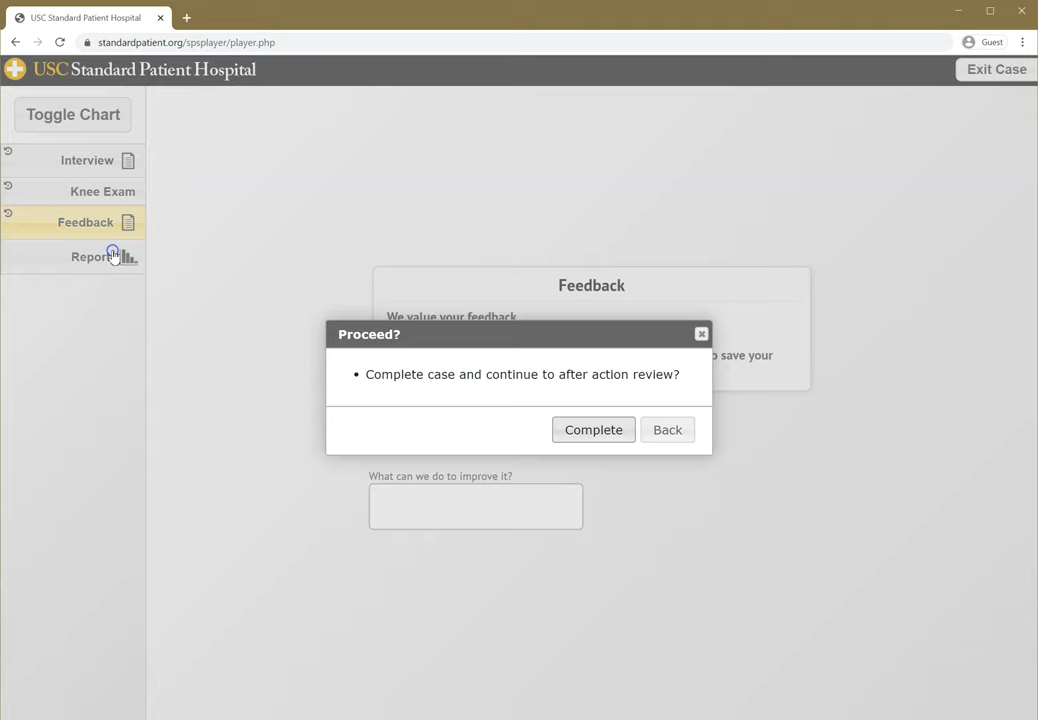 USC Standard Patient Hospital
standardpatient.org/spsplayer/player.php
Guest
USC Standard Patient Hospital
Exit Case
Toggle Chart
Interview
Knee Exam
Feedback
Report
Feedback
We value your feedback
o save your
Proceed?
• Complete case and continue to after action review?
Complete
Back
What can we do to improve it?